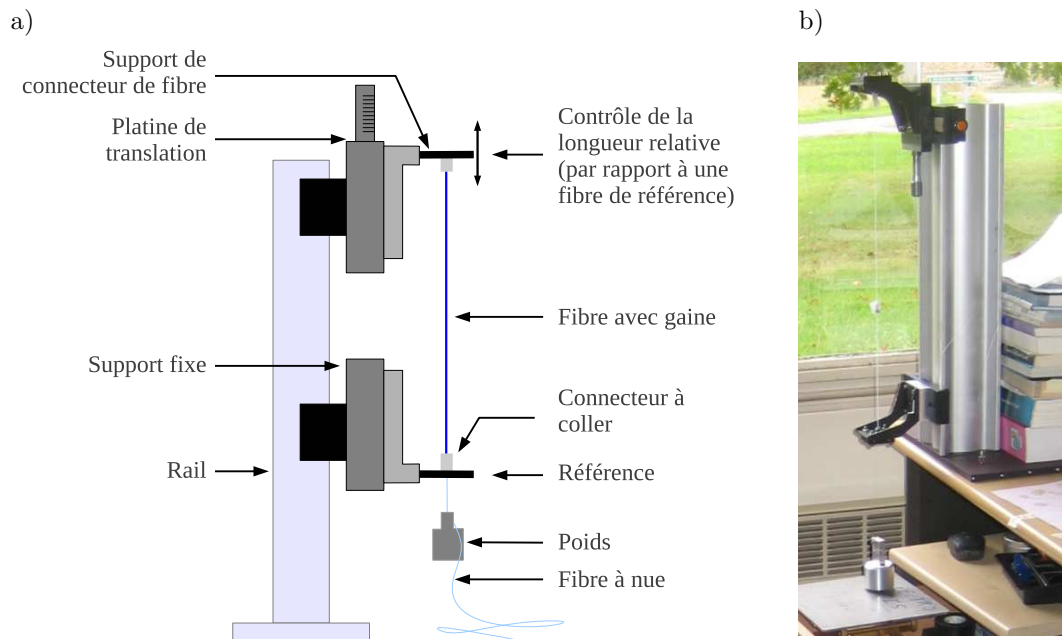 a)
b)
Support de
connecteur de fibre
Platine de
translation
Contrôle de la
longueur relative
(par rapport à une
fibre de référence)
Fibre avec gaine
Support fixe
Connecteur à
coller
Rail
Référence
Poids
Fibre à nue